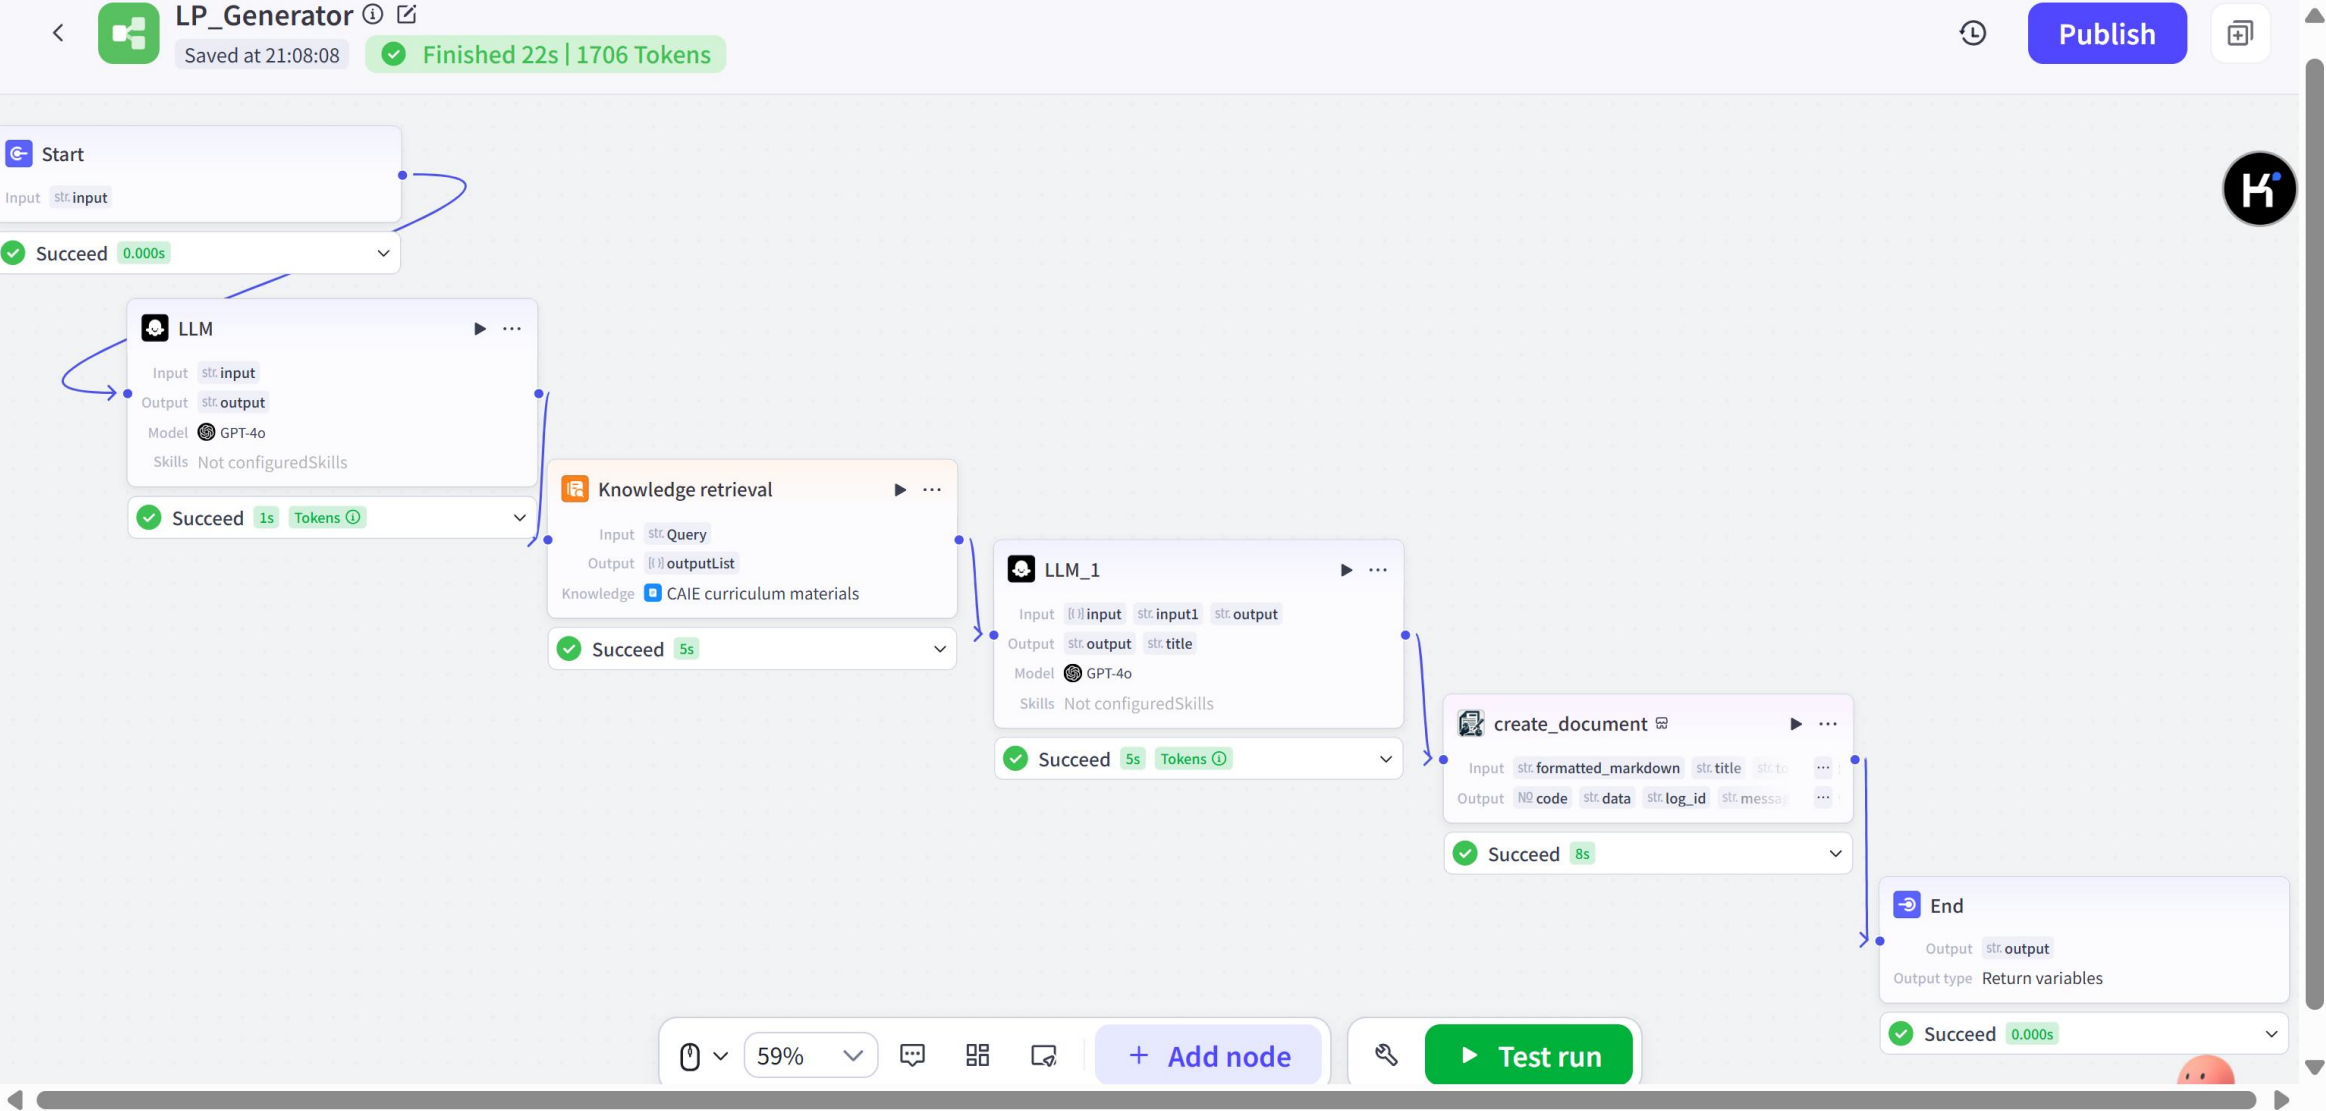 LP_Generator
Saved at 21:08:08
Finished 22s | 1706 Tokens
Publish
Start
Input str. input
Succeed 0.000s
LLM
Input str. input
Output str. output
Model GPT-4o
Skills Not configuredSkills
Succeed 1s Tokens
Knowledge retrieval
Input str. Query
Output [()] outputList
Knowledge CAIE curriculum materials
Succeed 5s
LLM_1
Input [()] input str. input1 str. output
Output str. output str. title
Model GPT-4o
Skills Not configuredSkills
Succeed 5s Tokens
create_document
Input str. formatted_markdown str. title str. to ...
Output Nº code str. data str. log_id str. messag ...
Succeed 8s
End
Output str. output
Output type Return variables
Succeed 0.000s
59%
+ Add node
Test run
K